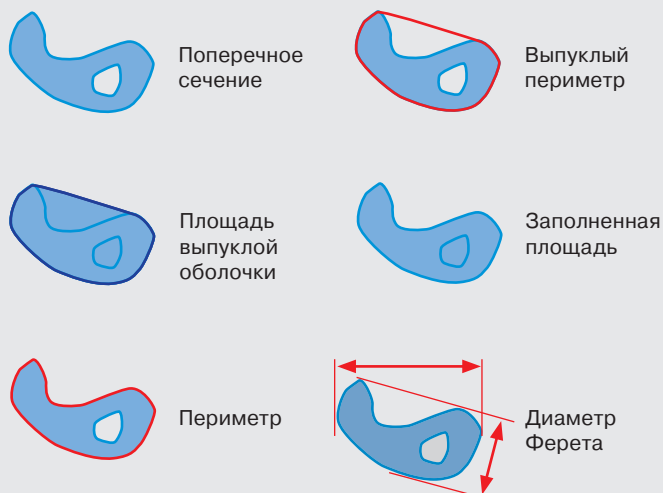 Поперечное
сечение
Выпуклый
периметр
Площадь
выпуклой
оболочки
Заполненная
площадь
Периметр
Диаметр
Ферета